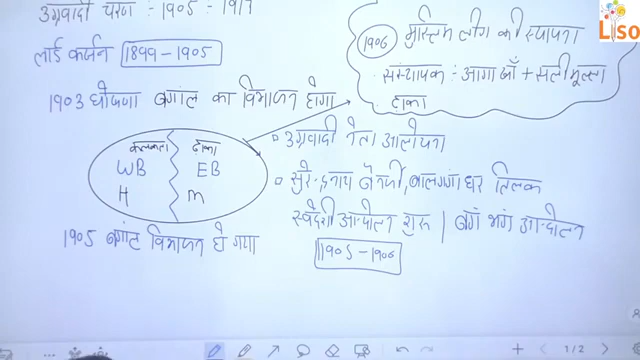 उग्रवादी चरण :- 1905 - 1917
लार्ड कर्जन 1899-1905
1903 घोषणा बंगाल का विभाजन होगा
कलकत्ता ढाका
WB EB
H M
1905 बंगाल विभाजन हो गया
1906 मुस्लिम लीग की स्थापना
संस्थापक :- आगा खाँ + सलीमुल्ला
ढाका
उग्रवादी नेता आलोचना
सुरेन्द्रनाथ बनर्जी, बालगंगाधर तिलक
स्वदेशी आन्दोलन शुरू | बंग भंग आन्दोलन
1905-1906
Liso
1/2